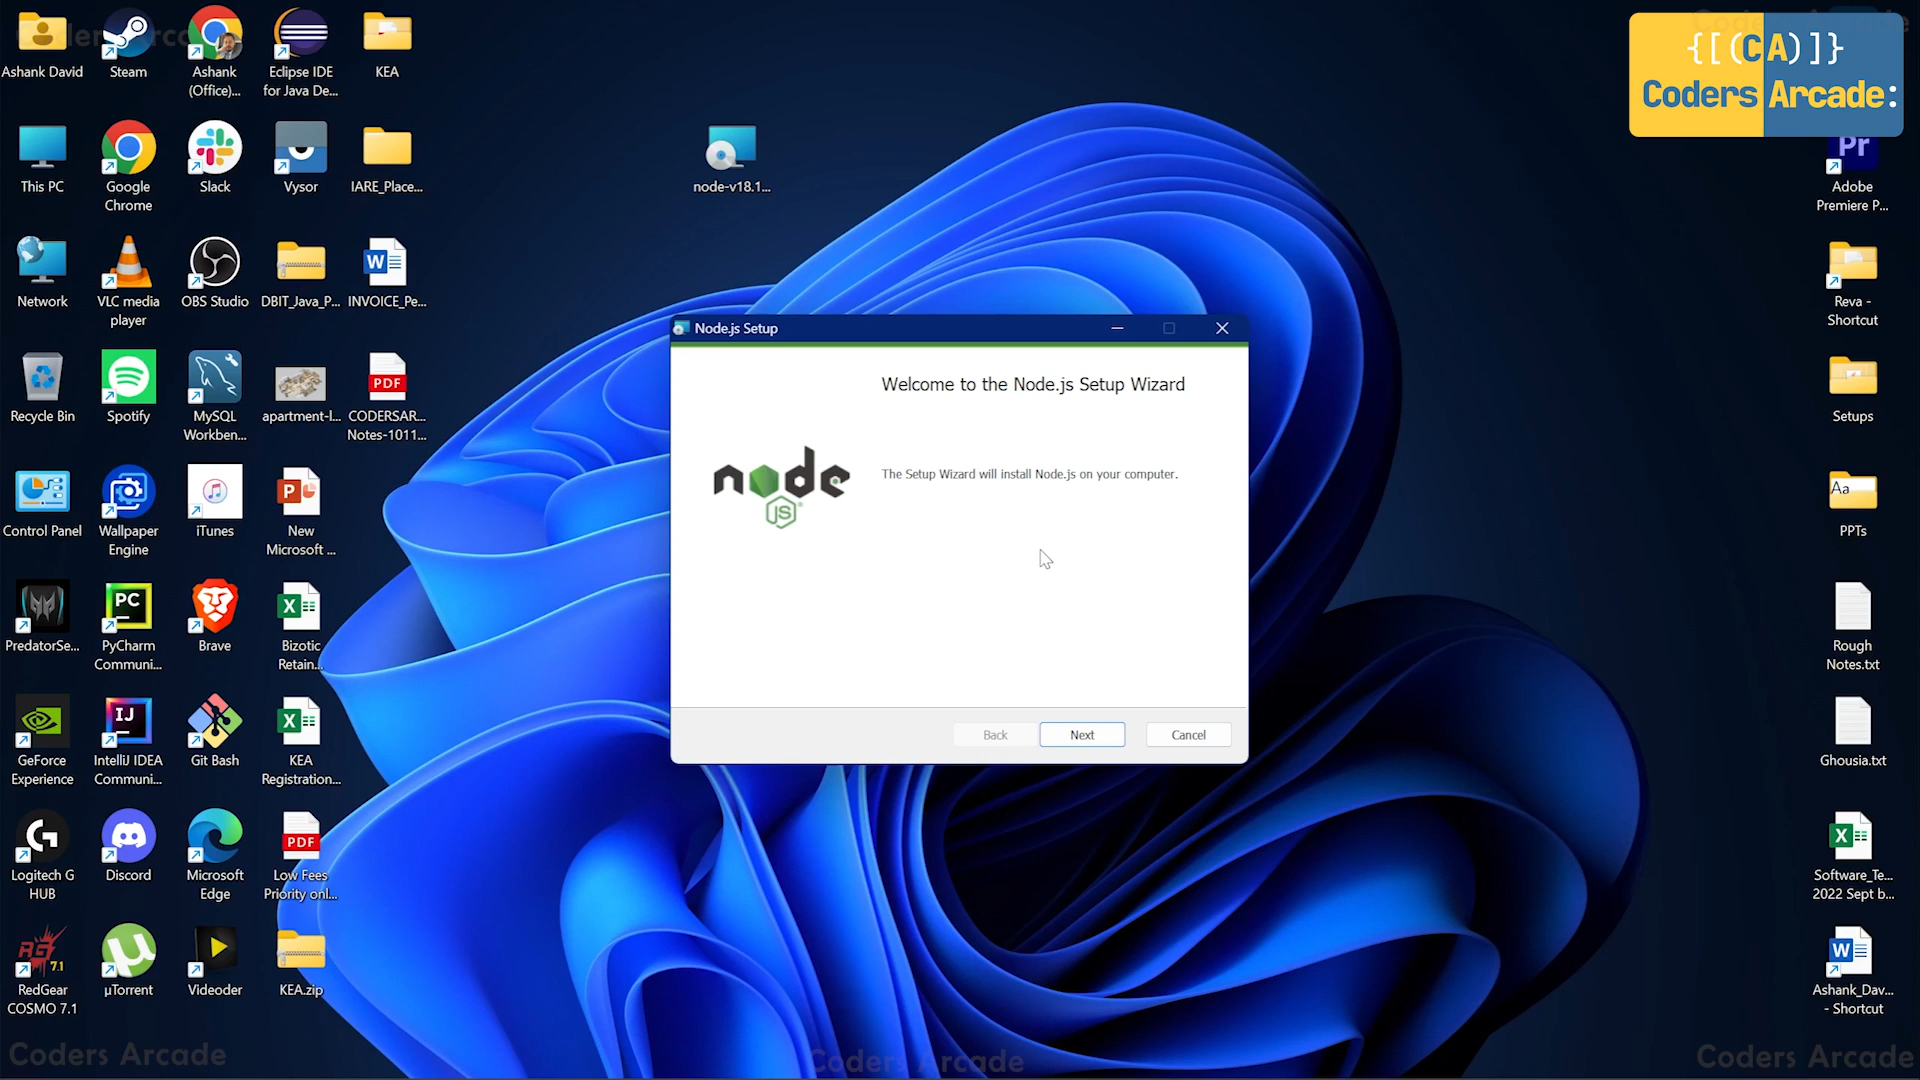 Ashank David
Steam
Ashank
(Office)...
Eclipse IDE
for Java De...
KEA
{[(CA)]}
Coders Arcade:
This PC
Google
Chrome
Slack
Vysor
IARE_Place...
node-v18.1...
Pr
Adobe
Premiere P...
Network
VLC media
player
OBS Studio
DBIT_Java_P...
INVOICE_Pe...
Reva -
Shortcut
Recycle Bin
Spotify
MySQL
Workben...
apartment-l...
PDF
CODERSAR...
Notes-1011...
Setups
Node.js Setup
Welcome to the Node.js Setup Wizard
node
JS
The Setup Wizard will install Node.js on your computer.
Back
Next
Cancel
Control Panel
Wallpaper
Engine
iTunes
New
Microsoft ...
Aa
PPTs
PredatorSe...
PC
PyCharm
Communi...
Brave
Bizotic
Retain...
Rough
Notes.txt
GeForce
Experience
IJ
IntelliJ IDEA
Communi...
Git Bash
KEA
Registration...
Ghousia.txt
Logitech G
HUB
Discord
Microsoft
Edge
PDF
Low Fees
Priority onl...
Software_Te...
2022 Sept b...
RG
7.1
RedGear
COSMO 7.1
µTorrent
Videoder
KEA.zip
Ashank_Dav...
- Shortcut
Coders Arcade
Coders Arcade
Coders Arcade